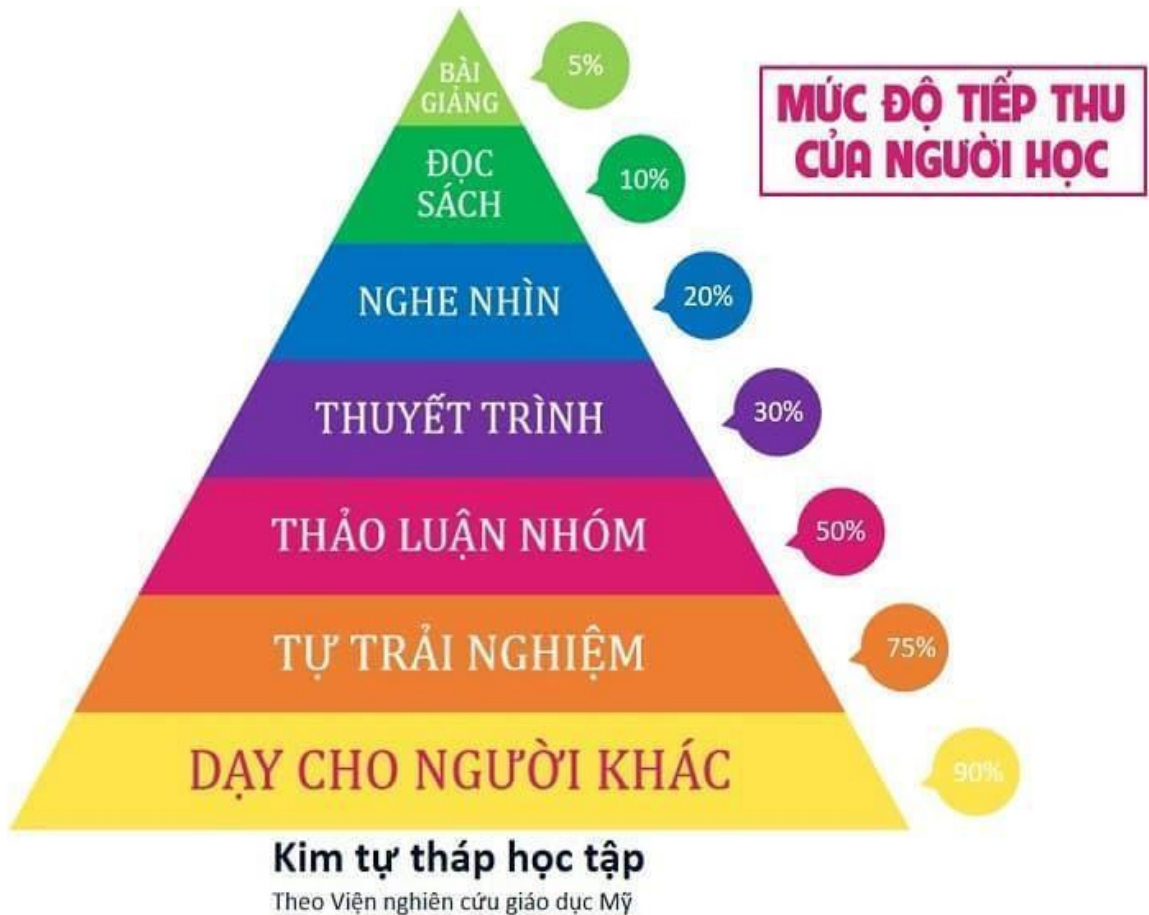 MỨC ĐỘ TIẾP THU
CỦA NGƯỜI HỌC
BÀI
GIẢNG
5%
ĐỌC
SÁCH
10%
NGHE NHÌN
20%
THUYẾT TRÌNH
30%
THẢO LUẬN NHÓM
50%
TỰ TRẢI NGHIỆM
75%
DẠY CHO NGƯỜI KHÁC
90%
Kim tự tháp học tập
Theo Viện nghiên cứu giáo dục Mỹ